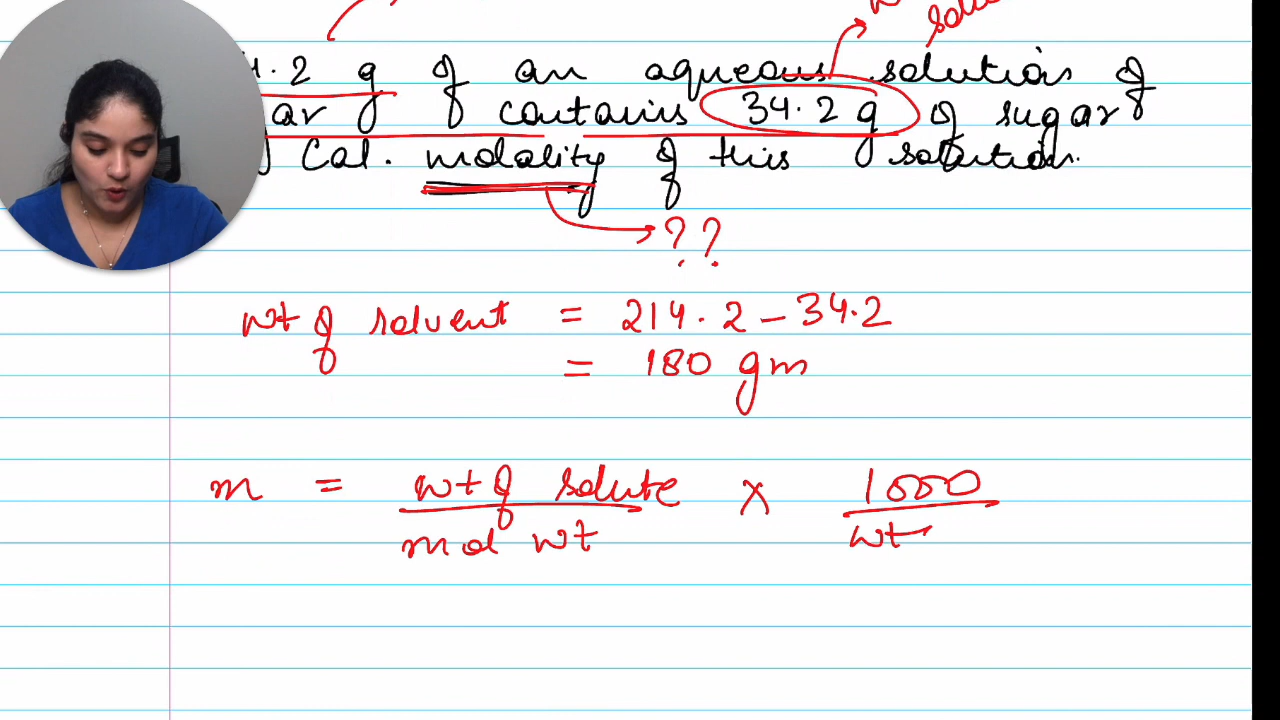 4.2 g of an aqueous solution of
ar contains 34.2 g of sugar
Cal. molality of this solution.
??
wt of solvent = 214.2 - 34.2
= 180 gm
m = wt of solute / mol wt × 1000 / wt